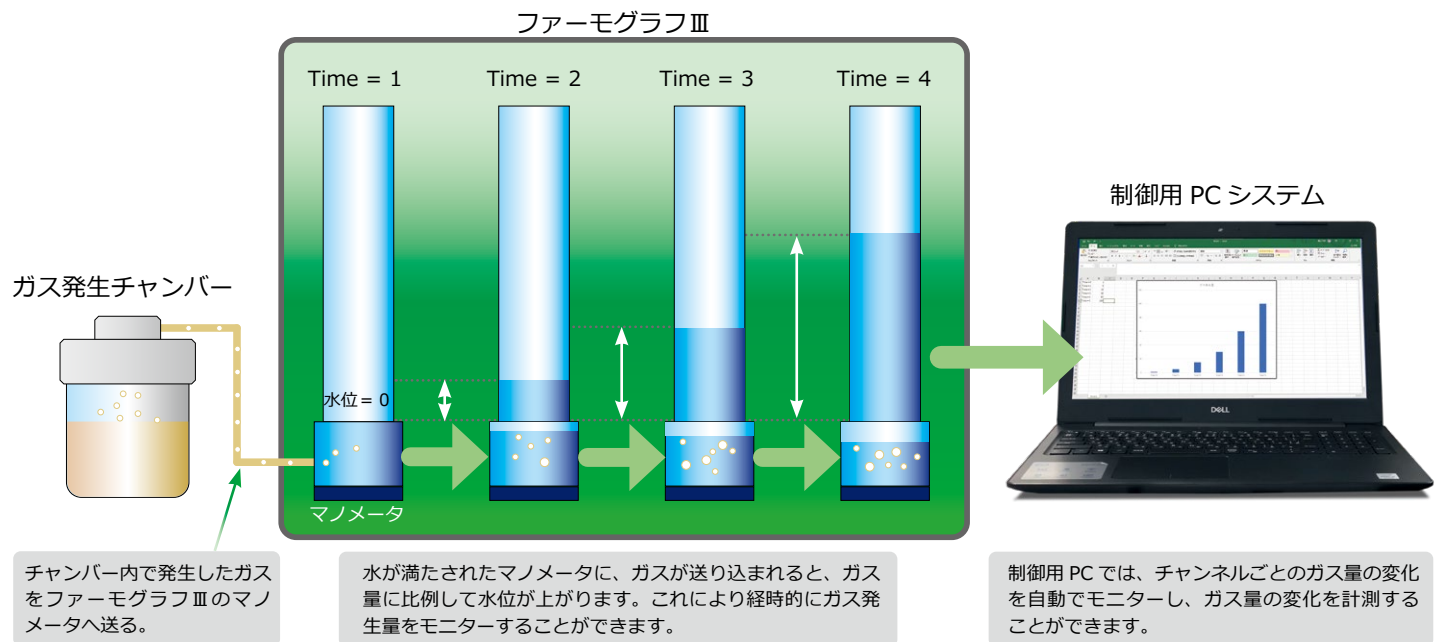 ファーモグラフⅢ
Time = 1
Time = 2
Time = 3
Time = 4
制御用 PC システム
ガス発生チャンバー
水位= 0
マノメータ
DELL
チャンバー内で発生したガス
をファーモグラフⅢのマノ
メータへ送る。
水が満たされたマノメータに、ガスが送り込まれると、ガス
量に比例して水位が上がります。これにより経時的にガス発
生量をモニターすることができます。
制御用 PC では、チャンネルごとのガス量の変化
を自動でモニターし、ガス量の変化を計測する
ことができます。